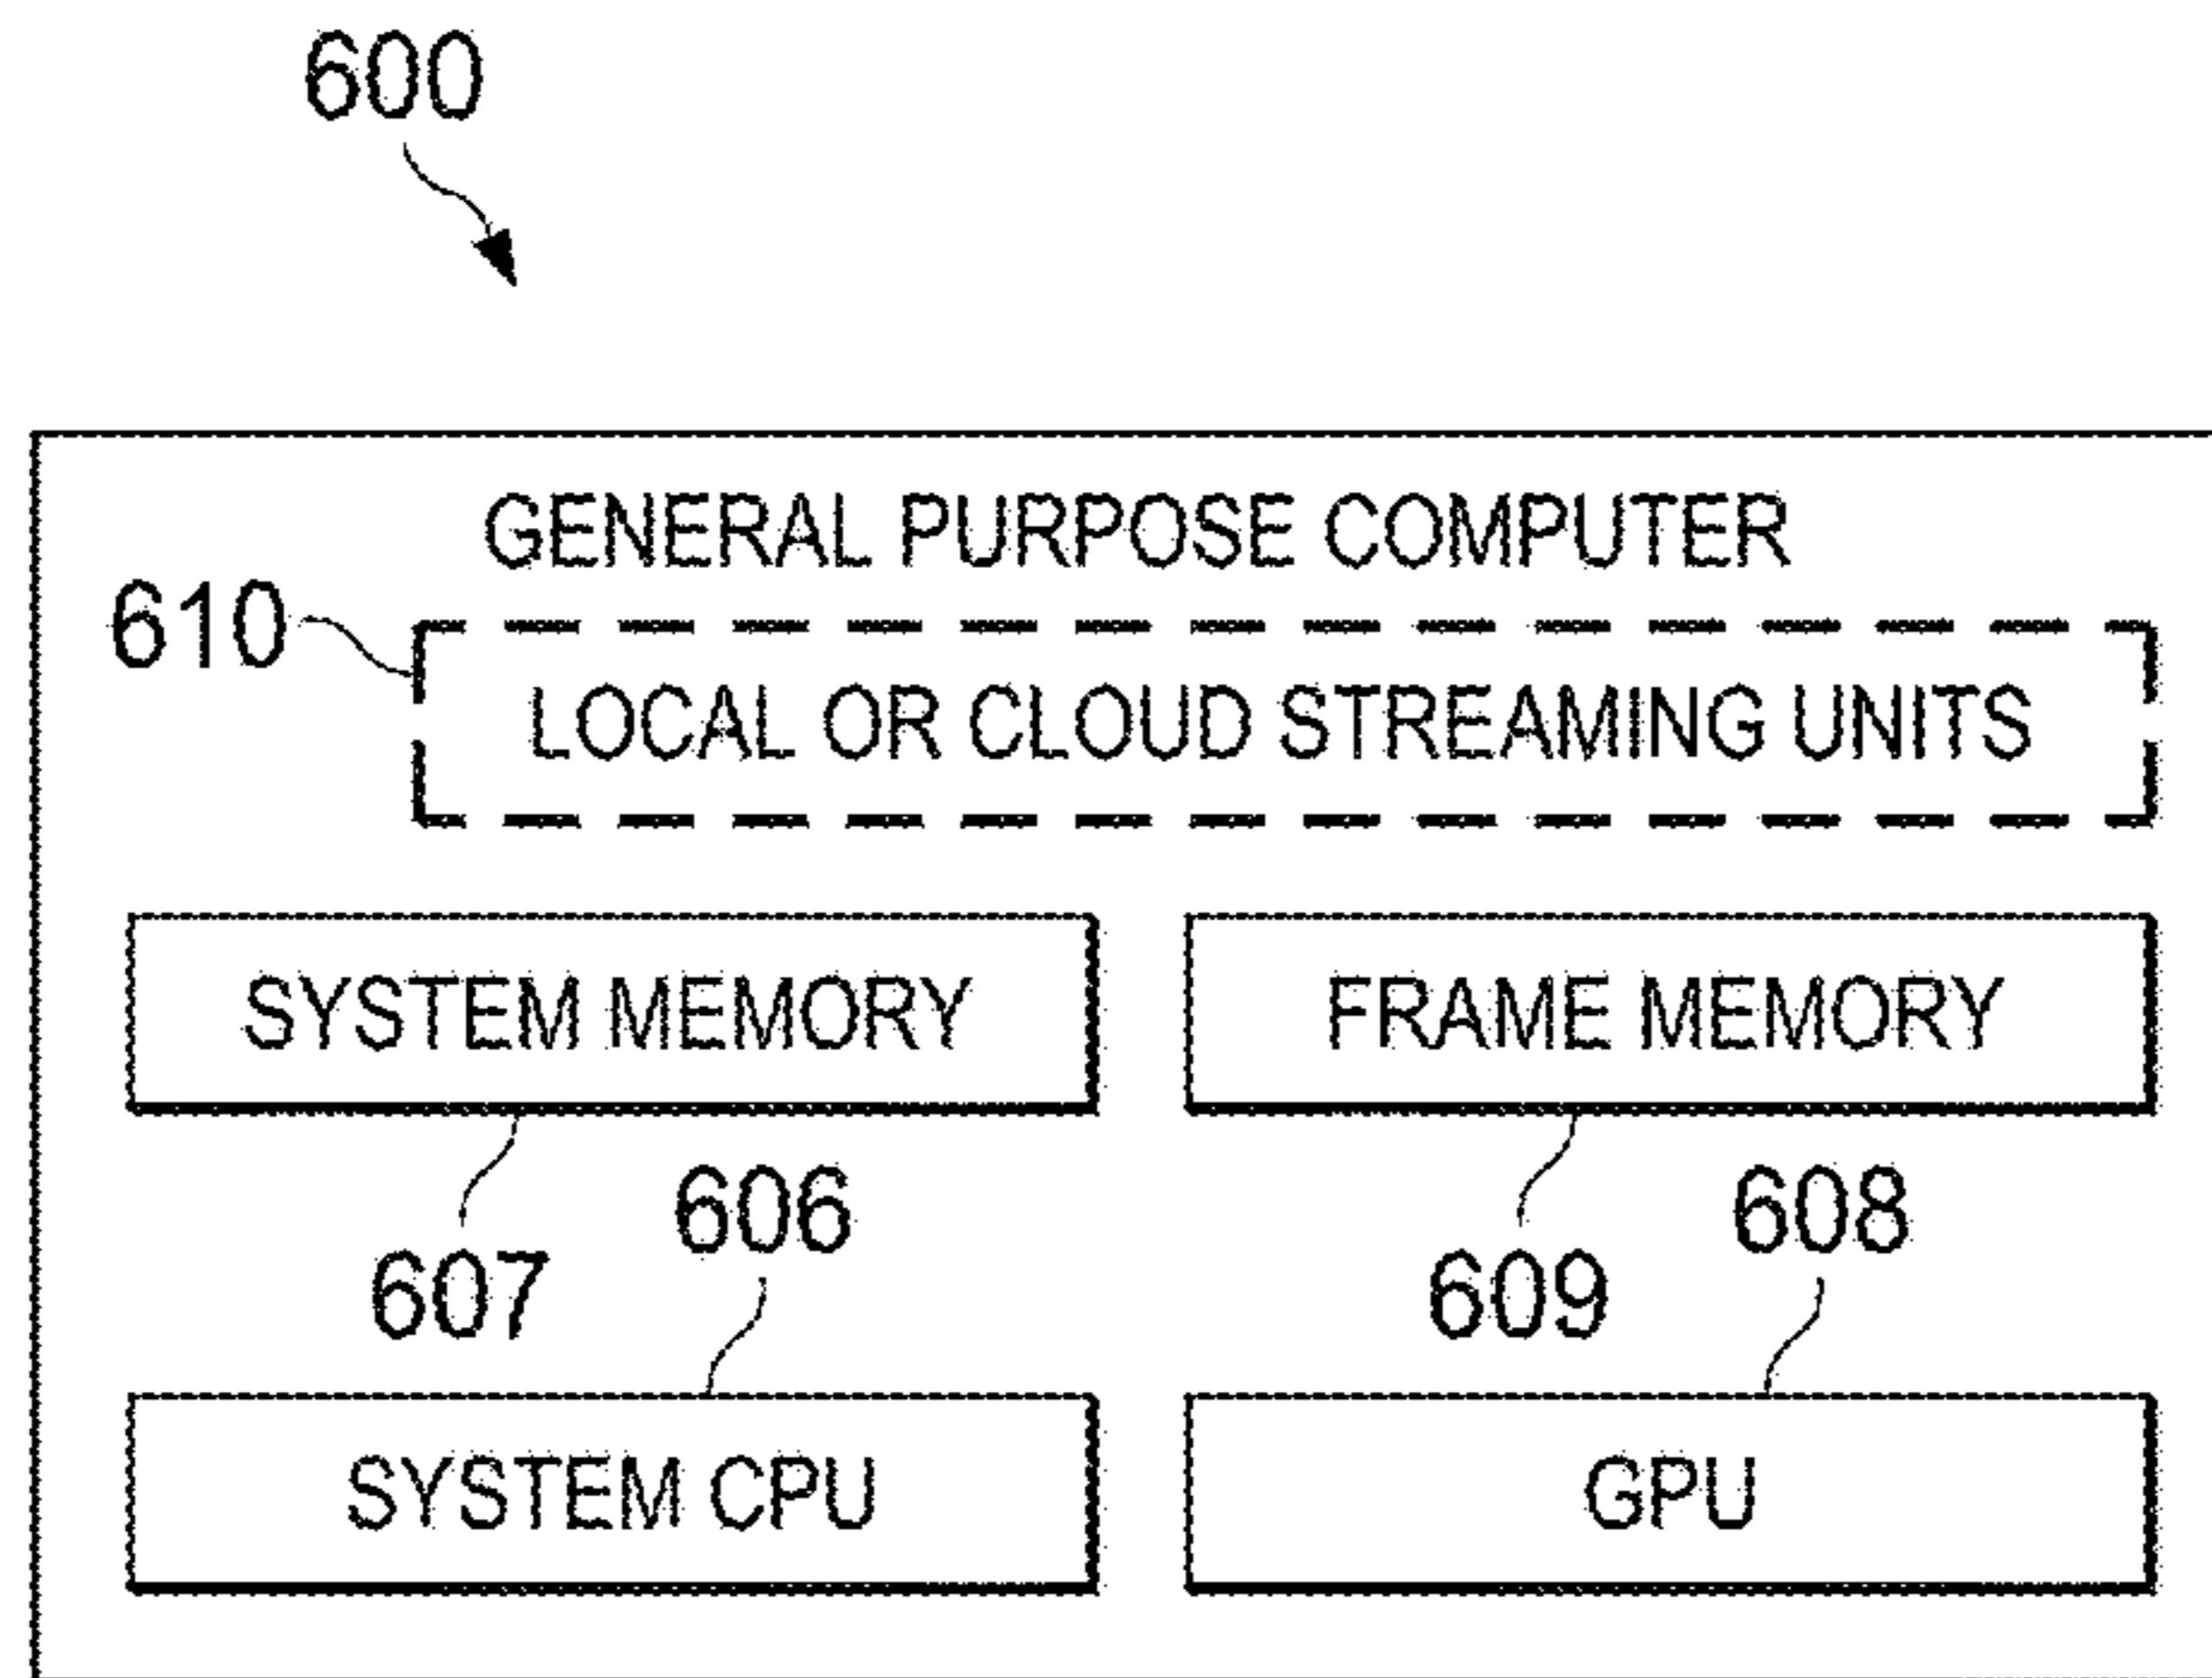 600
GENERAL PURPOSE COMPUTER
610
LOCAL OR CLOUD STREAMING UNITS
SYSTEM MEMORY
FRAME MEMORY
607
606
609
608
SYSTEM CPU
GPU